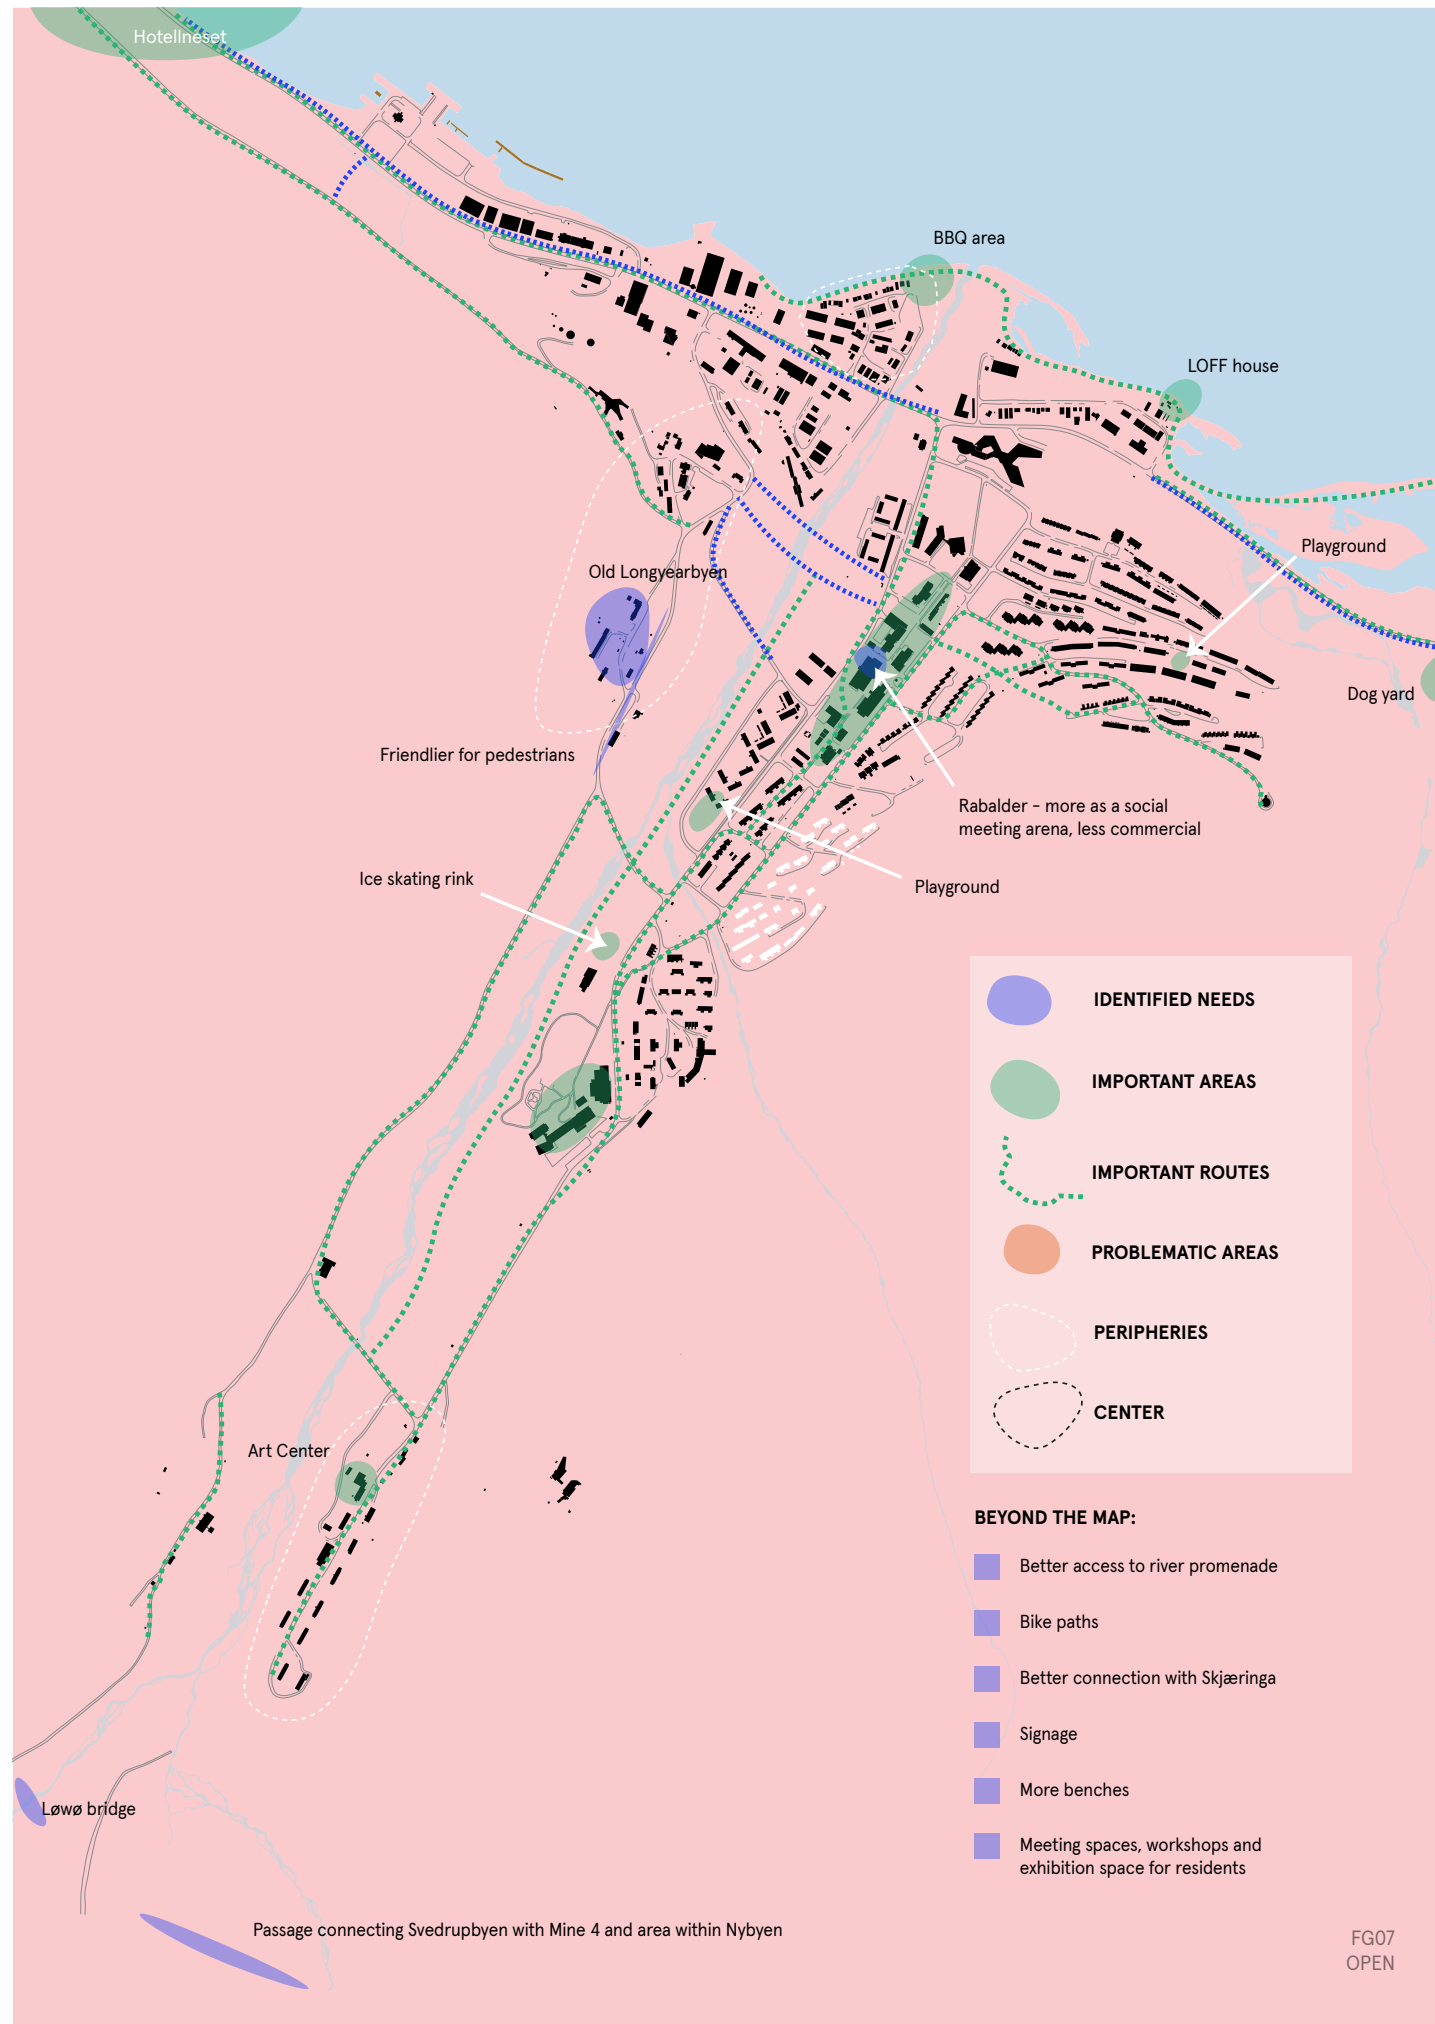 Hotellneset
BBQ area
LOFF house
Playground
Old Longyearbyen
Dog yard
Friendlier for pedestrians
Rabalder - more as a social
meeting arena, less commercial
Ice skating rink
Playground
IDENTIFIED NEEDS
IMPORTANT AREAS
IMPORTANT ROUTES
PROBLEMATIC AREAS
PERIPHERIES
CENTER
Art Center
BEYOND THE MAP:
Better access to river promenade
Bike paths
Better connection with Skjæringa
Signage
More benches
Meeting spaces, workshops and
exhibition space for residents
Løwø bridge
Passage connecting Svedrupbyen with Mine 4 and area within Nybyen
FG07
OPEN